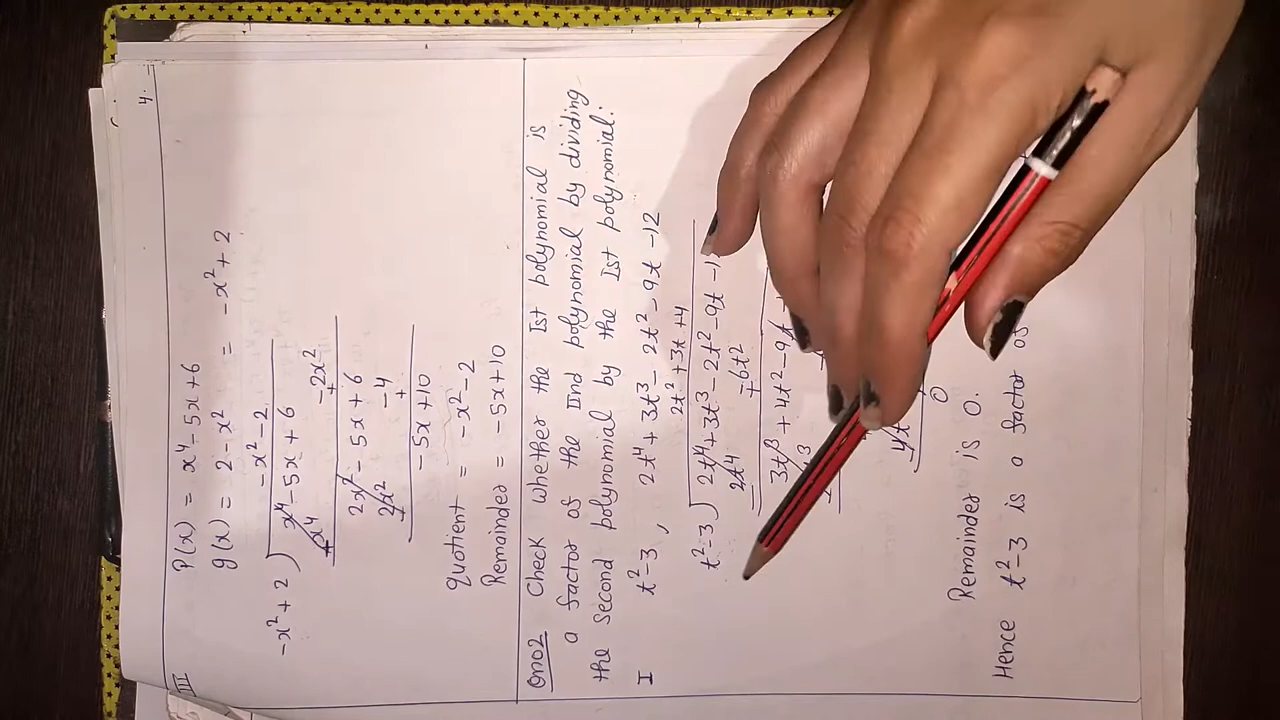 4.
III
P(x) = x⁴ - 5x + 6
g(x) = 2 - x² = -x² + 2
-x² - 2
-x² + 2 ) x⁴ - 5x + 6
x⁴ - 2x²
+ +
2x² - 5x + 6
2x² - 4
- +
-5x + 10
quotient = -x² - 2
Remainder = -5x + 10
Qno2 Check whether the Ist polynomial is
a factor of the IInd polynomial by dividing
the second polynomial by the Ist polynomial.
I t² - 3 , 2t⁴ + 3t³ - 2t² - 9t - 12
2t² + 3t + 4
t² - 3 ) 2t⁴ + 3t³ - 2t² - 9t - 1
2t⁴ - 6t²
- +
3t³ + 4t² - 9t
4t
0
Remainder is 0.
Hence t² - 3 is a factor of